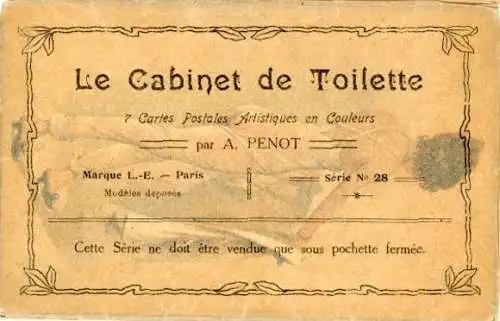 Le Cabinet de Toilette
7 Cartes Postales Artistiques en Couleurs
par A. PENOT
Marque L.-E. — Paris
Série No 28
Modèles déposés
Cette Série ne doit être vendue que sous pochette fermée.